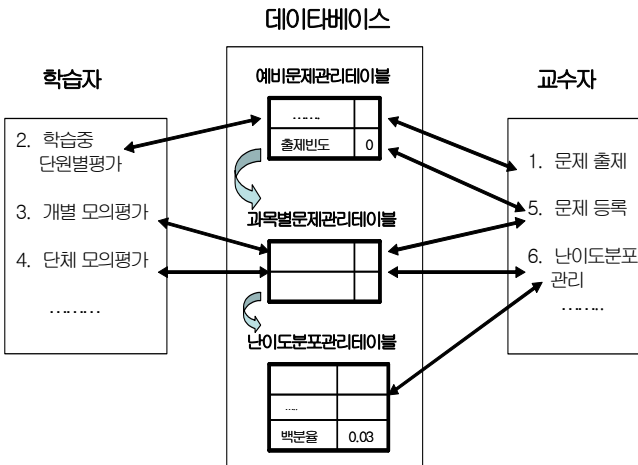 데이타베이스
학습자
예비문제관리테이블
교수자
.......
출제빈도 0
2. 학습중
단원별평가
3. 개별 모의평가
4. 단체 모의평가
.........
과목별문제관리테이블
난이도분포관리테이블
.....
백분율 0.03
1. 문제 출제
5. 문제 등록
6. 난이도분포
관리
........